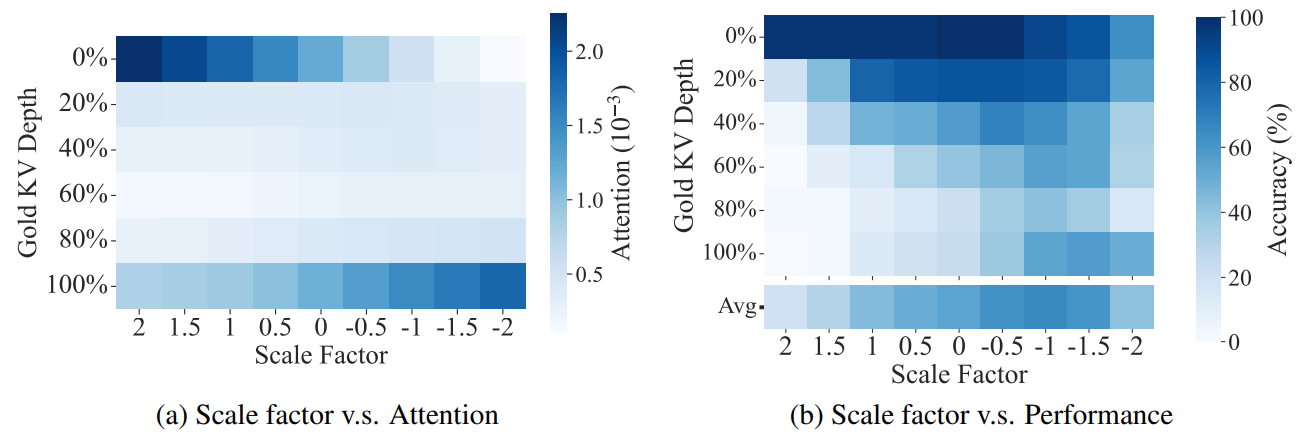 Gold KV Depth
0%
20%
40%
60%
80%
100%
2 1.5 1 0.5 0 -0.5 -1 -1.5 -2
Scale Factor
2.0
1.5
1.0
0.5
Attention (10⁻³)
(a) Scale factor v.s. Attention
Gold KV Depth
0%
20%
40%
60%
80%
100%
Avg
2 1.5 1 0.5 0 -0.5 -1 -1.5 -2
Scale Factor
100
80
60
40
20
0
Accuracy (%)
(b) Scale factor v.s. Performance